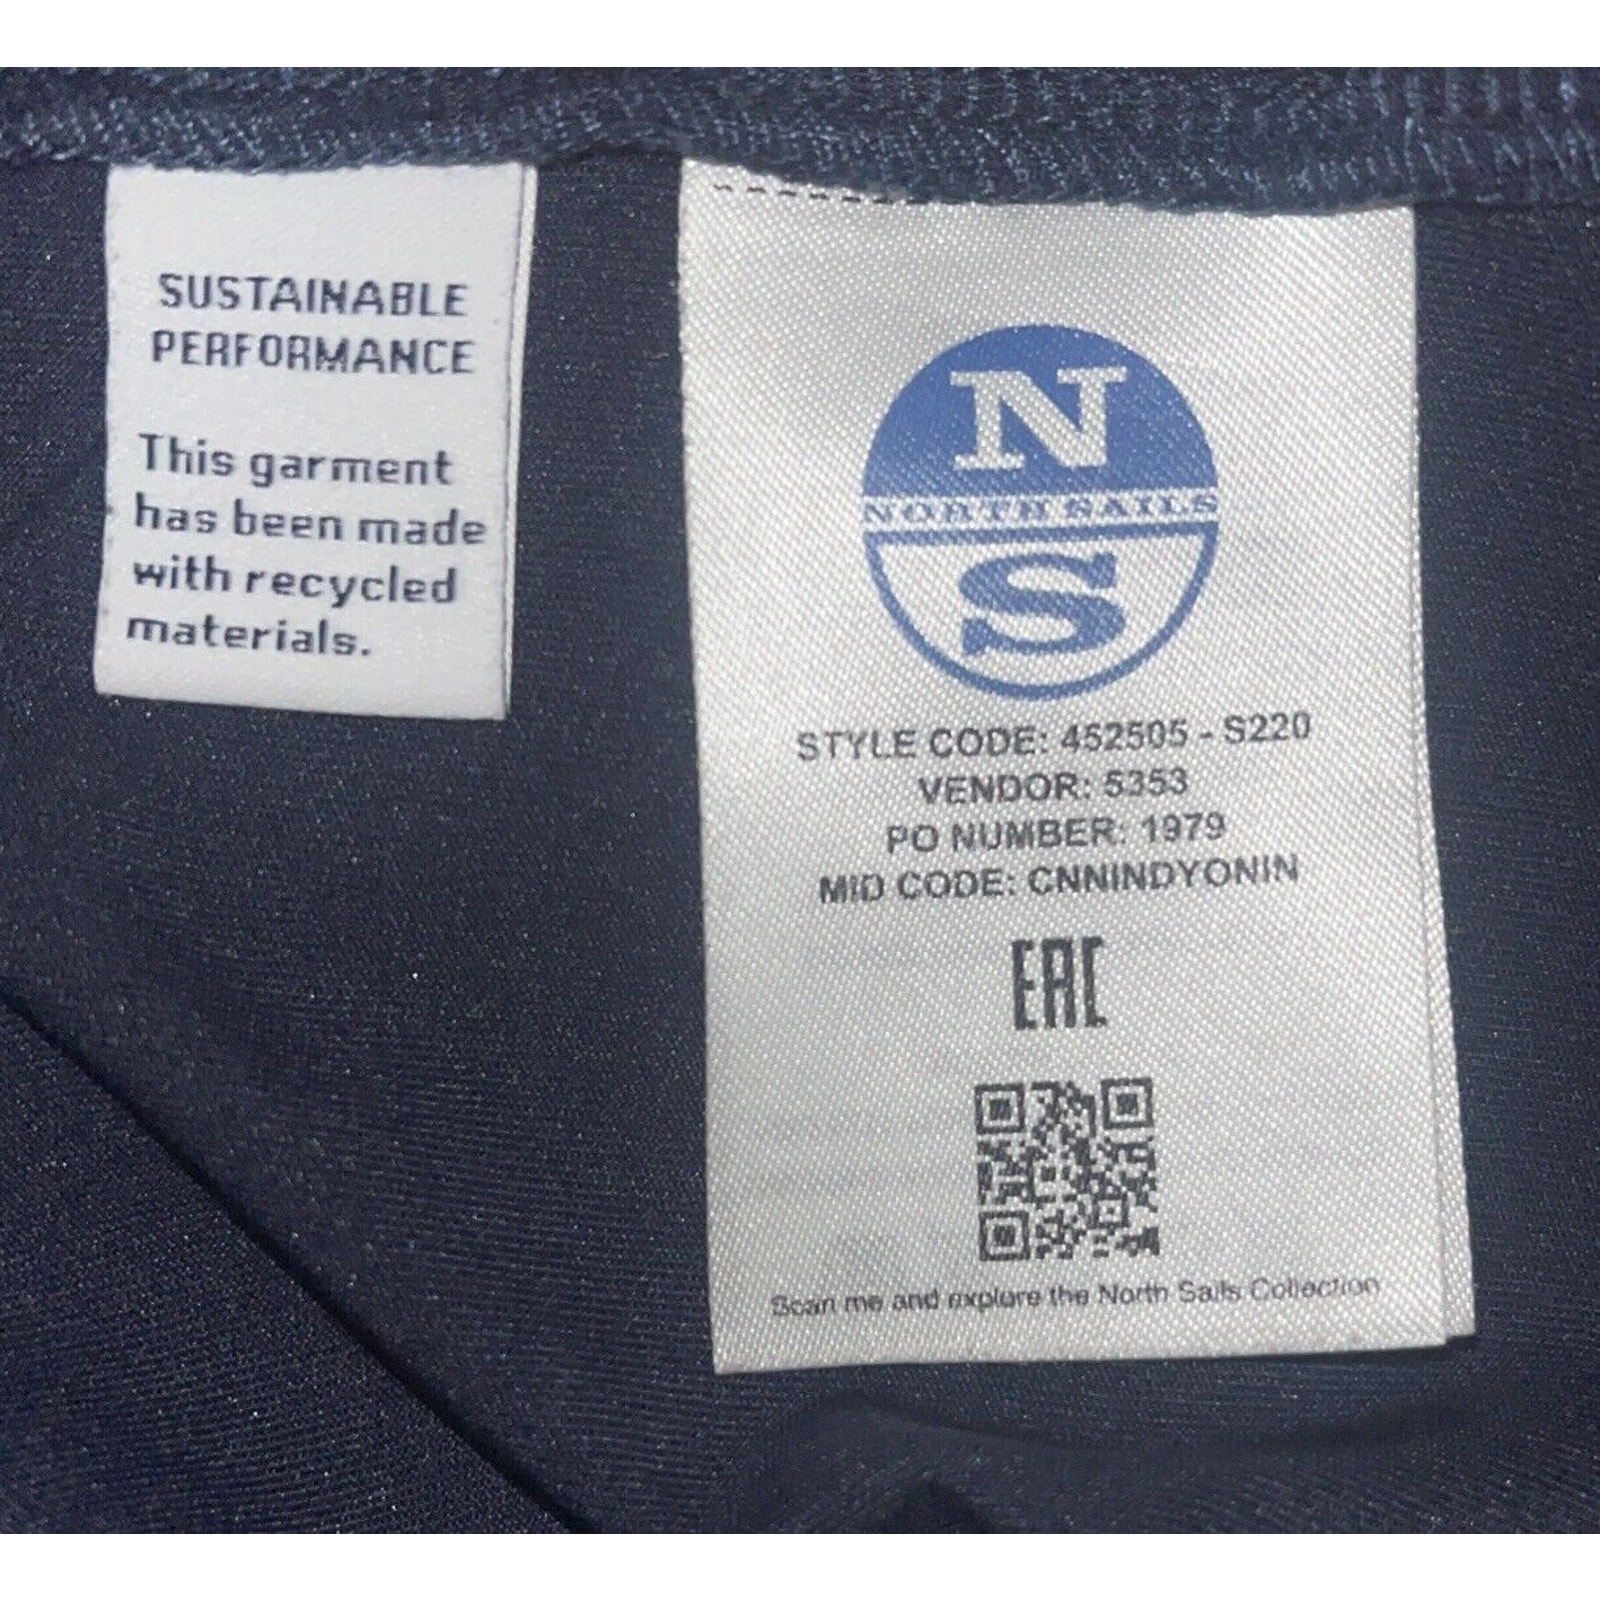 SUSTAINABLE
PERFORMANCE
This garment
has been made
with recycled
materials.
N
NORTH SAILS
S
STYLE CODE: 452505 - S220
VENDOR: 5353
PO NUMBER: 1979
MID CODE: CNNINDYONIN
EAC
Scan me and explore the North Sails Collection